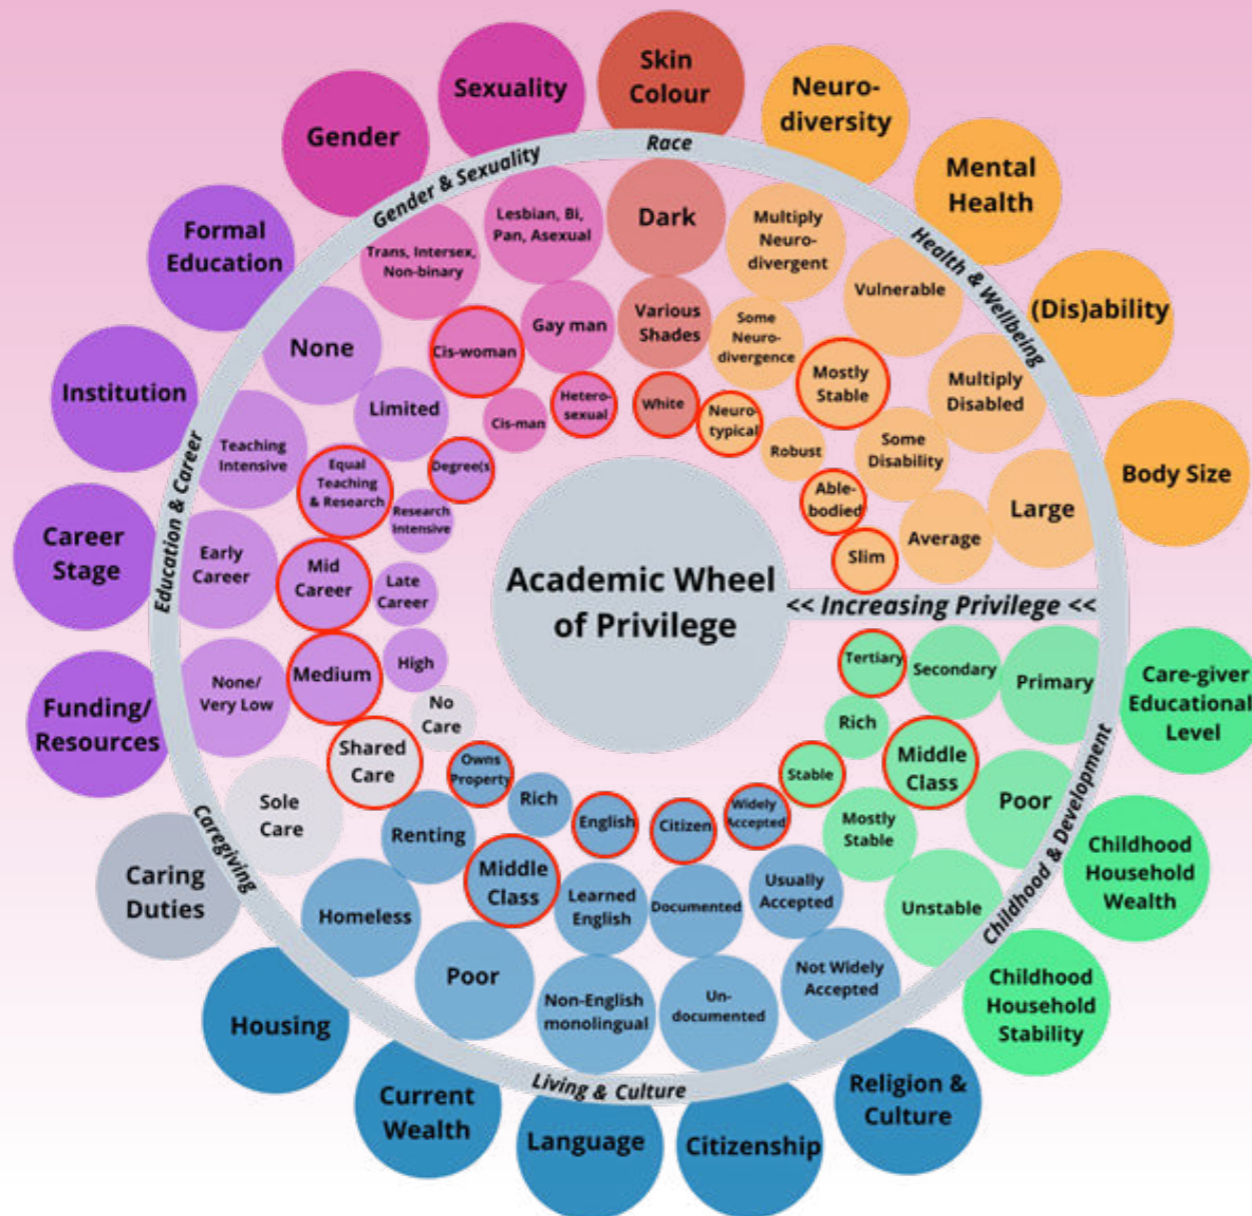 Academic Wheel
of Privilege
<< Increasing Privilege <<
Race
Skin
Colour
Dark
Various
Shades
White
Health & Wellbeing
Neuro-
diversity
Multiply
Neuro-
divergent
Some
Neuro-
divergence
Neuro-
typical
Mental
Health
Vulnerable
Mostly
Stable
Robust
(Dis)ability
Multiply
Disabled
Some
Disability
Able-
bodied
Body Size
Large
Average
Slim
Childhood & Development
Care-giver
Educational
Level
Primary
Secondary
Tertiary
Childhood
Household
Wealth
Poor
Middle
Class
Rich
Childhood
Household
Stability
Unstable
Mostly
Stable
Stable
Living & Culture
Religion &
Culture
Not Widely
Accepted
Usually
Accepted
Widely
Accepted
Citizenship
Un-
documented
Documented
Citizen
Language
Non-English
monolingual
Learned
English
English
Current
Wealth
Poor
Middle
Class
Rich
Housing
Homeless
Renting
Owns
Property
Caregiving
Caring
Duties
Sole
Care
Shared
Care
No
Care
Education & Career
Funding/
Resources
None/
Very Low
Medium
High
Career
Stage
Early
Career
Mid
Career
Late
Career
Institution
Teaching
Intensive
Equal
Teaching
& Research
Research
Intensive
Formal
Education
None
Limited
Degree(s
Gender & Sexuality
Gender
Trans, Intersex,
Non-binary
Cis-woman
Cis-man
Sexuality
Lesbian, Bi,
Pan, Asexual
Gay man
Hetero-
sexual